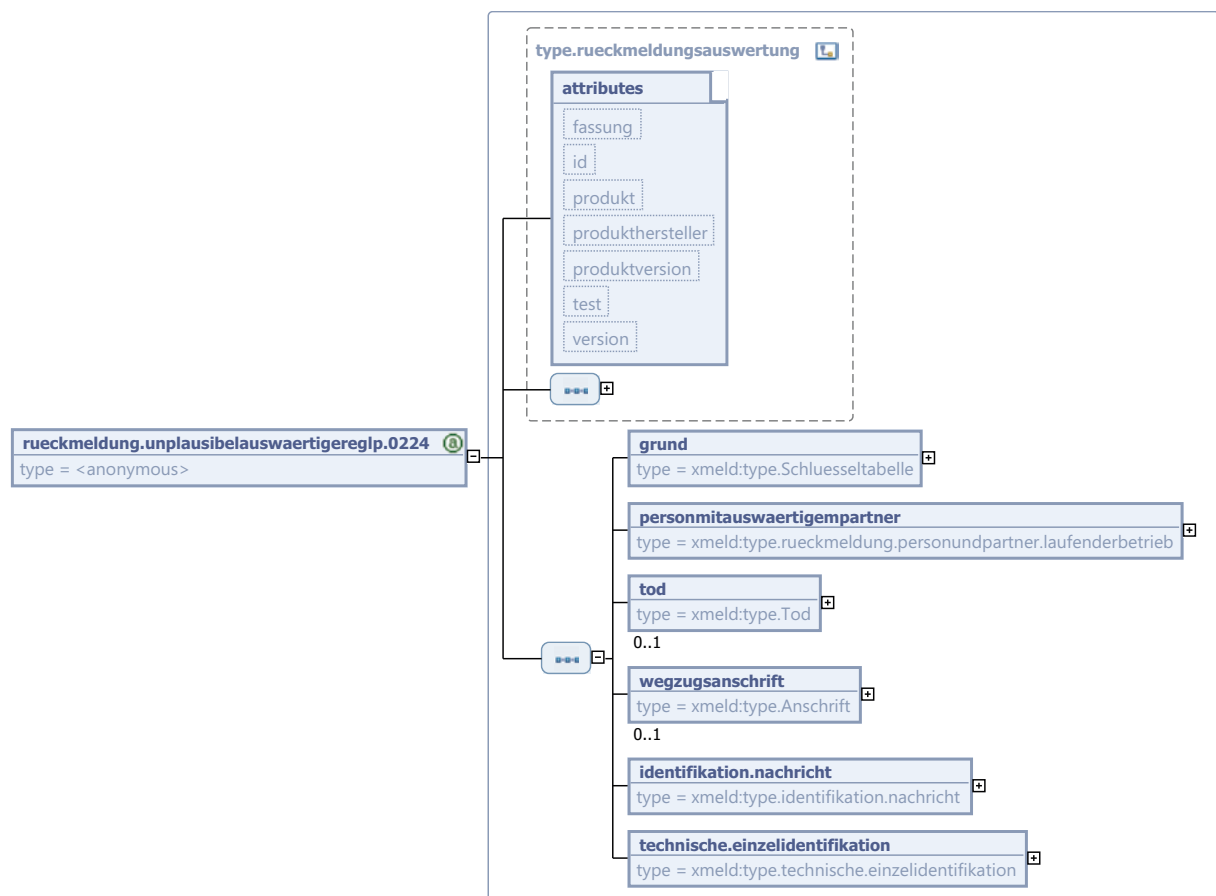 type.rueckmeldungsauswertung
attributes
fassung
id
produkt
produkthersteller
produktversion
test
version
rueckmeldung.unplausibelauswaertigereglp.0224
type = <anonymous>
grund
type = xmeld:type.Schluesseltabelle
personmitauswaertigempartner
type = xmeld:type.rueckmeldung.personundpartner.laufenderbetrieb
tod
type = xmeld:type.Tod
0..1
wegzugsanschrift
type = xmeld:type.Anschrift
0..1
identifikation.nachricht
type = xmeld:type.identifikation.nachricht
technische.einzelidentifikation
type = xmeld:type.technische.einzelidentifikation